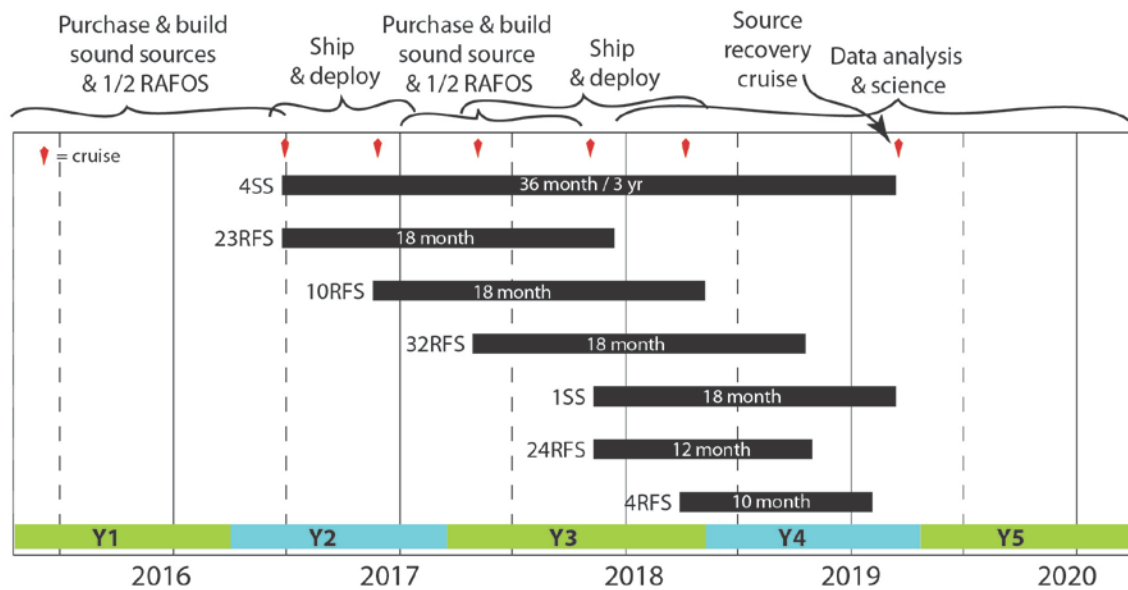 Purchase & build
sound sources
& 1/2 RAFOS
Ship
& deploy
Purchase & build
sound source
& 1/2 RAFOS
Ship
& deploy
Source
recovery
cruise
Data analysis
& science
= cruise
4SS
36 month / 3 yr
23RFS
18 month
10RFS
18 month
32RFS
18 month
1SS
18 month
24RFS
12 month
4RFS
10 month
Y1
Y2
Y3
Y4
Y5
2016
2017
2018
2019
2020